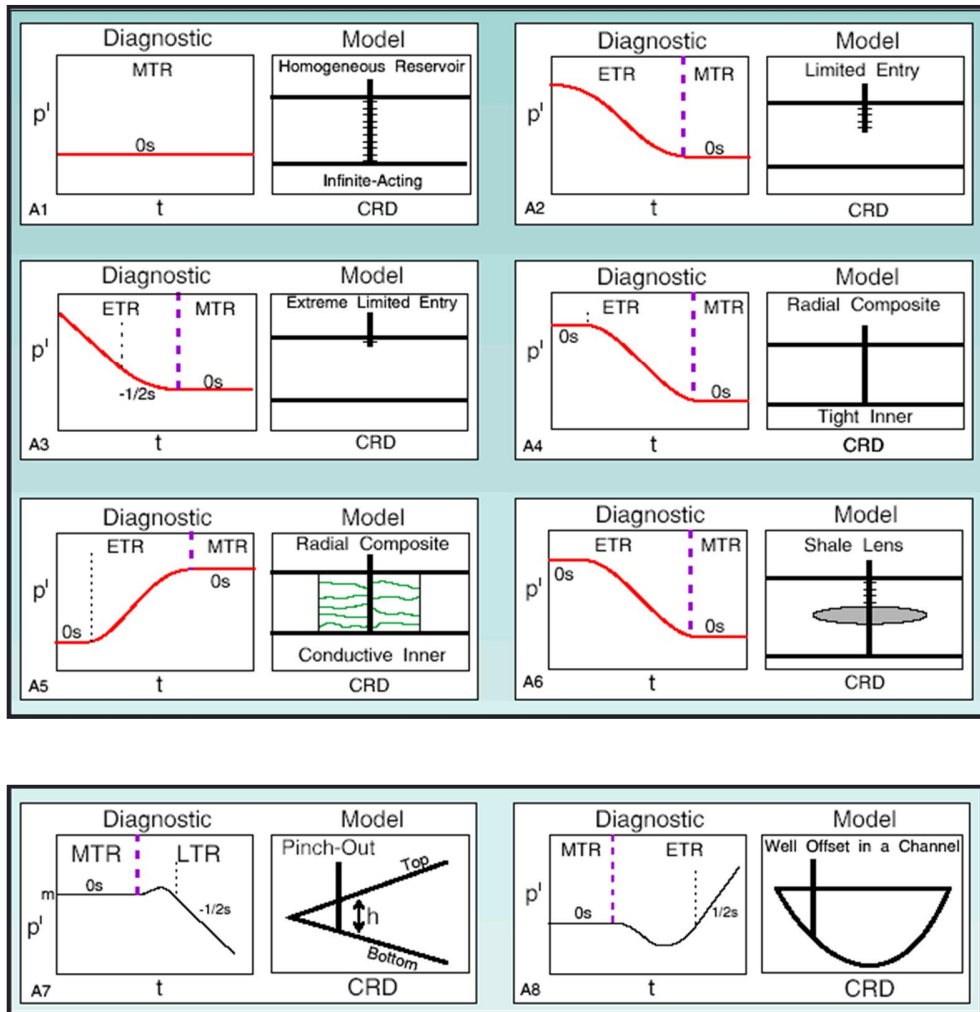 Diagnostic Model
MTR
Homogeneous Reservoir
p'
0s
Infinite-Acting
A1 t CRD
Diagnostic Model
ETR MTR
Limited Entry
p'
0s
A2 t CRD
Diagnostic Model
ETR MTR
Extreme Limited Entry
p'
-1/2s 0s
A3 t CRD
Diagnostic Model
ETR MTR
Radial Composite
0s
p'
0s
Tight Inner
A4 t CRD
Diagnostic Model
ETR MTR
Radial Composite
p'
0s
0s
Conductive Inner
A5 t CRD
Diagnostic Model
ETR MTR
Shale Lens
0s
p'
0s
A6 t CRD
Diagnostic Model
MTR LTR
Pinch-Out
Top
m 0s
-1/2s
h
p'
Bottom
A7 t CRD
Diagnostic Model
MTR ETR
Well Offset in a Channel
p'
0s 1/2s
A8 t CRD